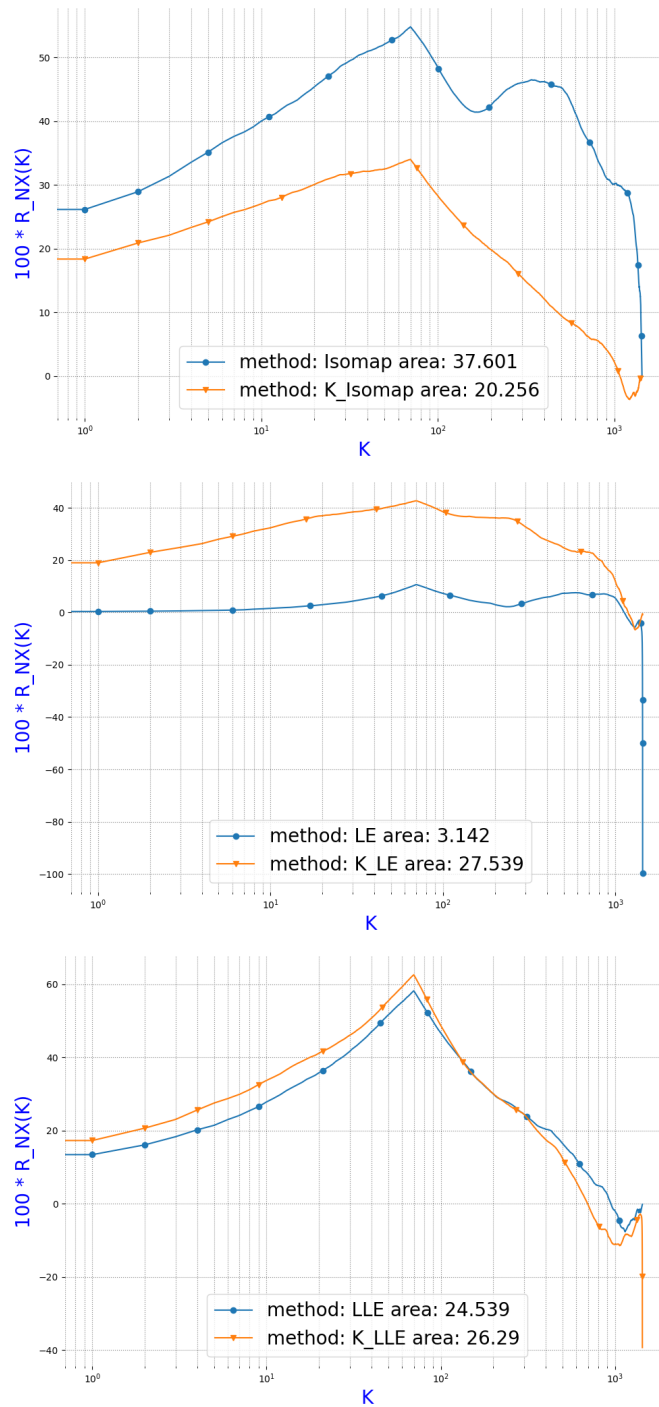 50
40
30
20
10
0
100 * R_NX(K)
method: Isomap area: 37.601
method: K_Isomap area: 20.256
10⁰ 10¹ 10² 10³
K
40
20
0
−20
−40
−60
−80
−100
100 * R_NX(K)
method: LE area: 3.142
method: K_LE area: 27.539
10⁰ 10¹ 10² 10³
K
60
40
20
0
−20
−40
100 * R_NX(K)
method: LLE area: 24.539
method: K_LLE area: 26.29
10⁰ 10¹ 10² 10³
K